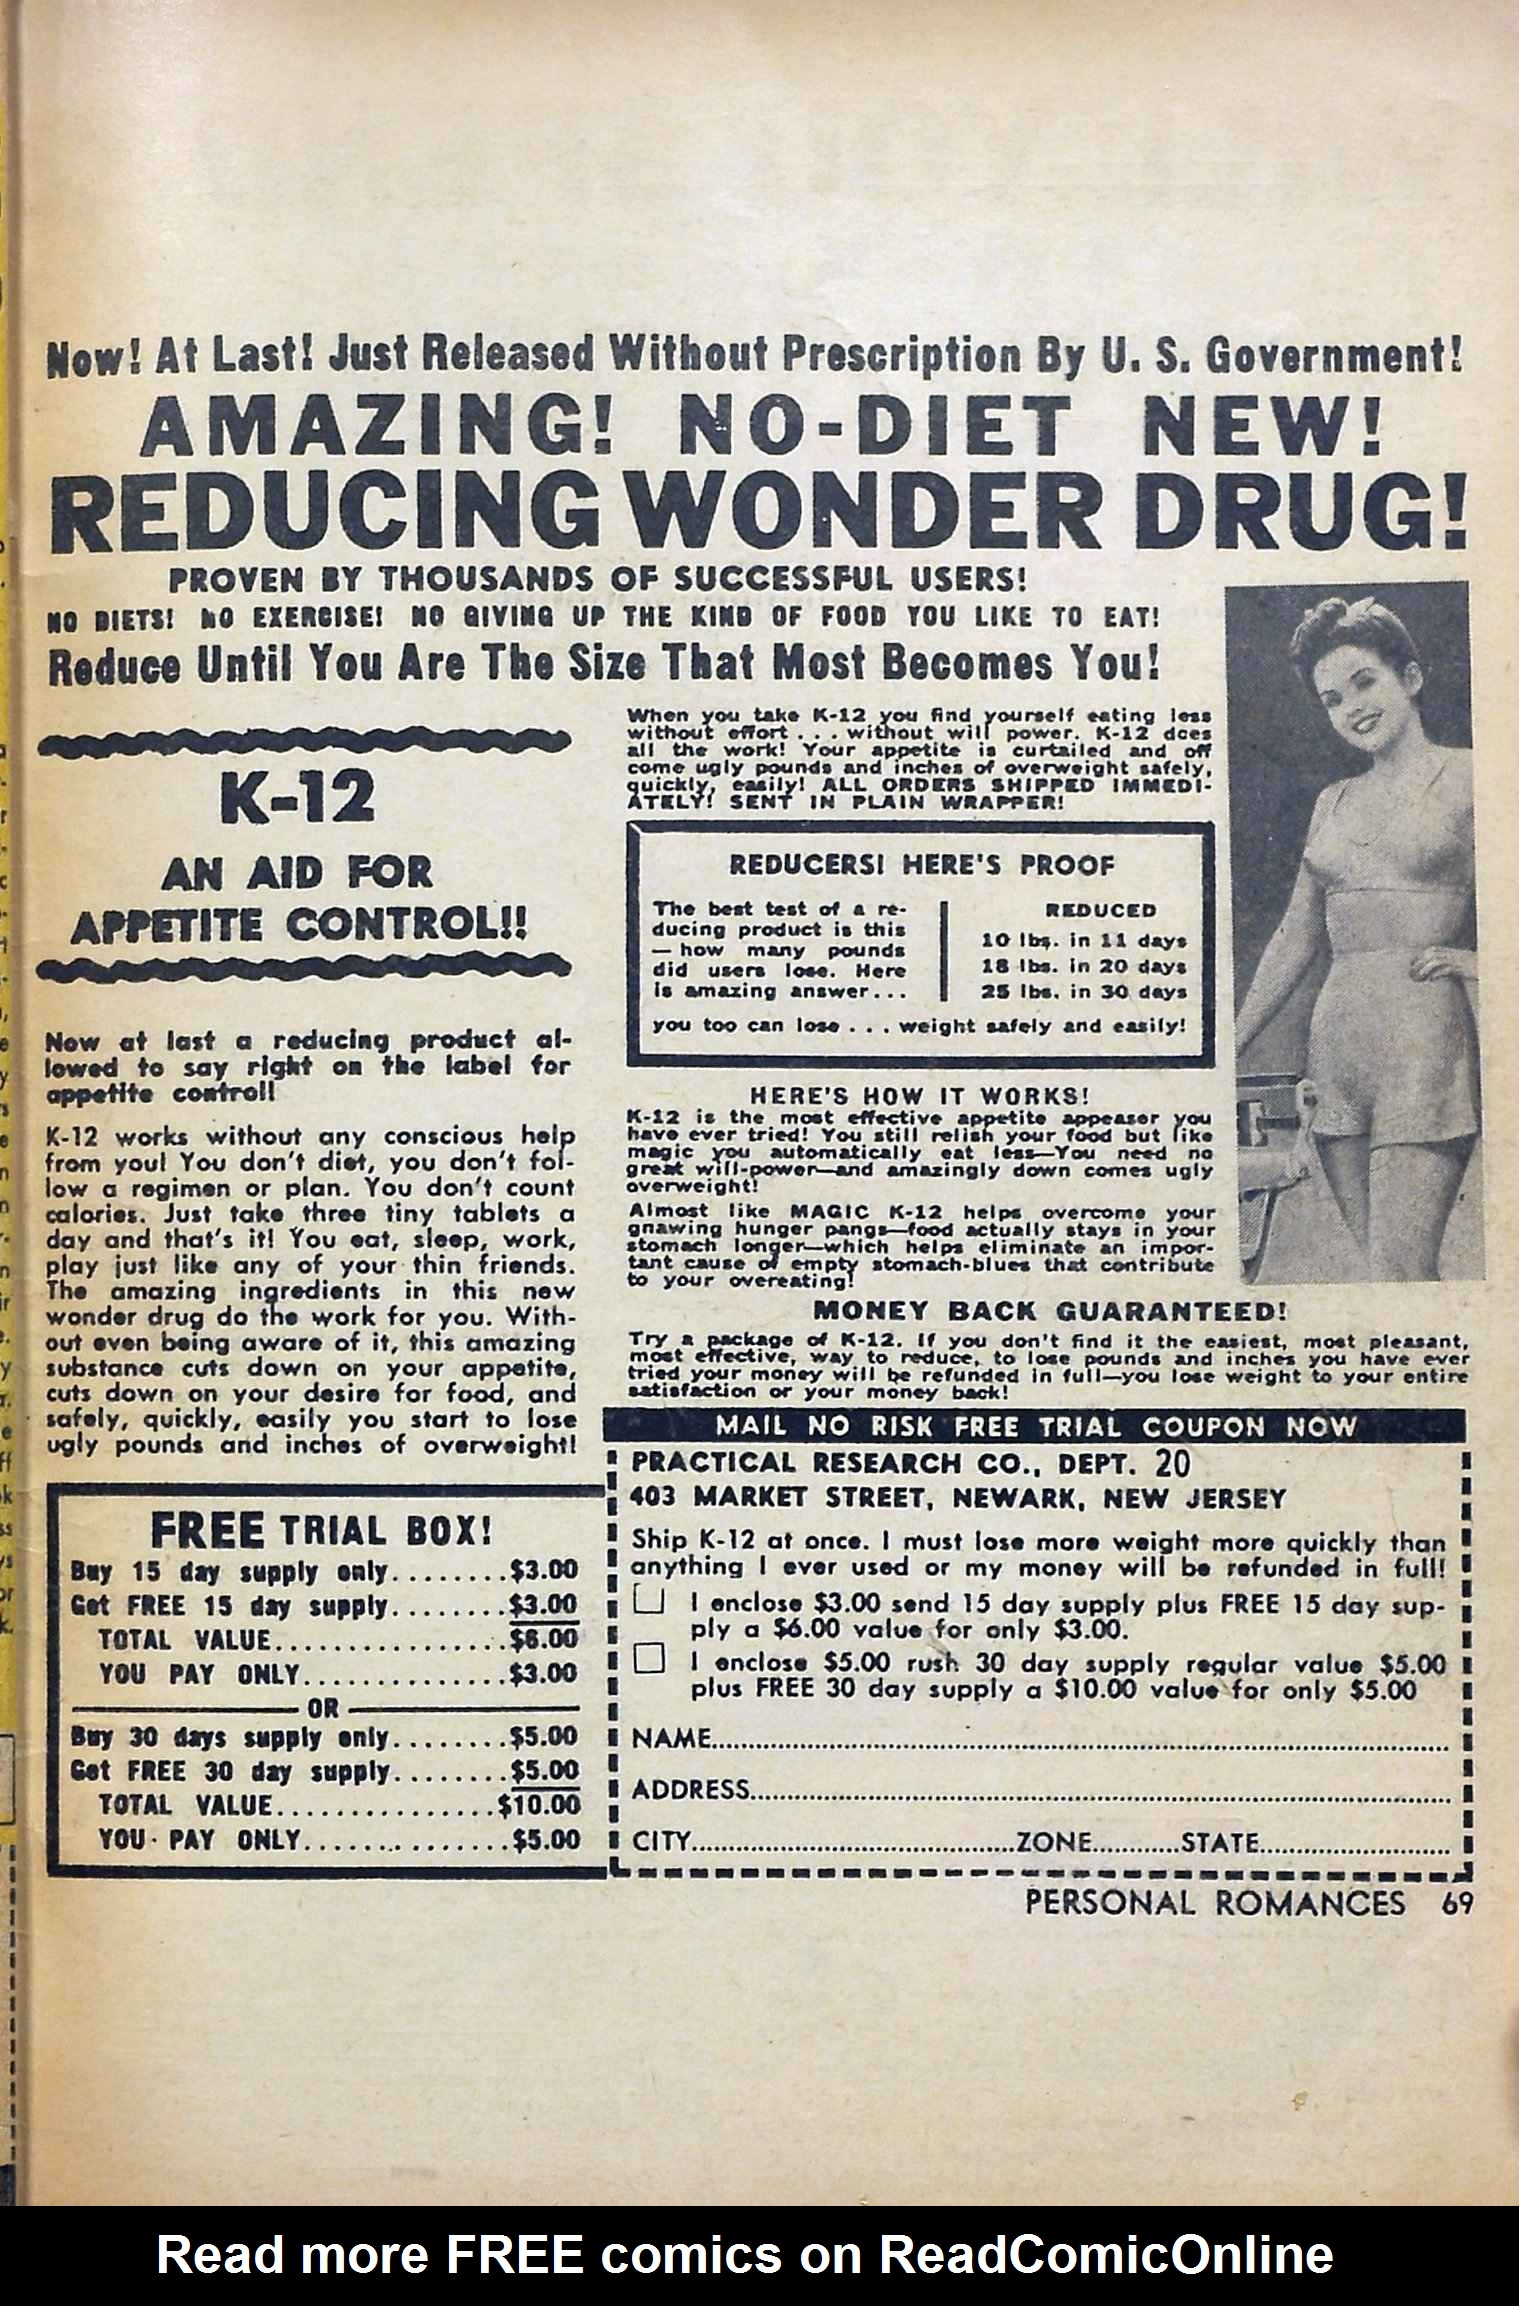 Now! At Last! Just Released Without Prescription By U. S. Government!
AMAZING! NO-DIET NEW!
REDUCING WONDER DRUG!
PROVEN BY THOUSANDS OF SUCCESSFUL USERS!
NO DIETS! NO EXERCISE! NO GIVING UP THE KIND OF FOOD YOU LIKE TO EAT!
Reduce Until You Are The Size That Most Becomes You!
K-12
AN AID FOR
APPETITE CONTROL!!
Now at last a reducing product al-
lowed to say right on the label for
appetite control!
K-12 works without any conscious help
from you! You don't diet, you don't fol-
low a regimen or plan. You don't count
calories. Just take three tiny tablets a
day and that's it! You eat, sleep, work,
play just like any of your thin friends.
The amazing ingredients in this new
wonder drug do the work for you. With-
out even being aware of it, this amazing
substance cuts down on your appetite,
cuts down on your desire for food, and
safely, quickly, easily you start to lose
ugly pounds and inches of overweight!
When you take K-12 you find yourself eating less
without effort . . . without will power. K-12 does
all the work! Your appetite is curtailed and off
come ugly pounds and inches of overweight safely,
quickly, easily! ALL ORDERS SHIPPED IMMEDI-
ATELY! SENT IN PLAIN WRAPPER!
REDUCERS! HERE'S PROOF
The best test of a re-
ducing product is this
— how many pounds
did users lose. Here
is amazing answer...
REDUCED
10 lbs. in 11 days
18 lbs. in 20 days
25 lbs. in 30 days
you too can lose . . . weight safely and easily!
HERE'S HOW IT WORKS!
K-12 is the most effective appetite appeaser you
have ever tried! You still relish your food but like
magic you automatically eat less—You need no
great will-power—and amazingly down comes ugly
overweight!
Almost like MAGIC K-12 helps overcome your
gnawing hunger pangs—food actually stays in your
stomach longer—which helps eliminate an impor-
tant cause of empty stomach-blues that contribute
to your overeating!
MONEY BACK GUARANTEED!
Try a package of K-12. If you don't find it the easiest, most pleasant,
most effective, way to reduce, to lose pounds and inches you have ever
tried your money will be refunded in full—you lose weight to your entire
satisfaction or your money back!
FREE TRIAL BOX!
Buy 15 day supply only........$3.00
Get FREE 15 day supply........$3.00
TOTAL VALUE.................$6.00
YOU PAY ONLY...............$3.00
OR
Buy 30 days supply only........$5.00
Get FREE 30 day supply........$5.00
TOTAL VALUE................$10.00
YOU PAY ONLY...............$5.00
MAIL NO RISK FREE TRIAL COUPON NOW
PRACTICAL RESEARCH CO., DEPT. 20
403 MARKET STREET, NEWARK, NEW JERSEY
Ship K-12 at once. I must lose more weight more quickly than
anything I ever used or my money will be refunded in full!
I enclose $3.00 send 15 day supply plus FREE 15 day sup-
ply a $6.00 value for only $3.00.
I enclose $5.00 rush 30 day supply regular value $5.00
plus FREE 30 day supply a $10.00 value for only $5.00
NAME
ADDRESS
CITY ZONE STATE
PERSONAL ROMANCES 69
Read more FREE comics on ReadComicOnline